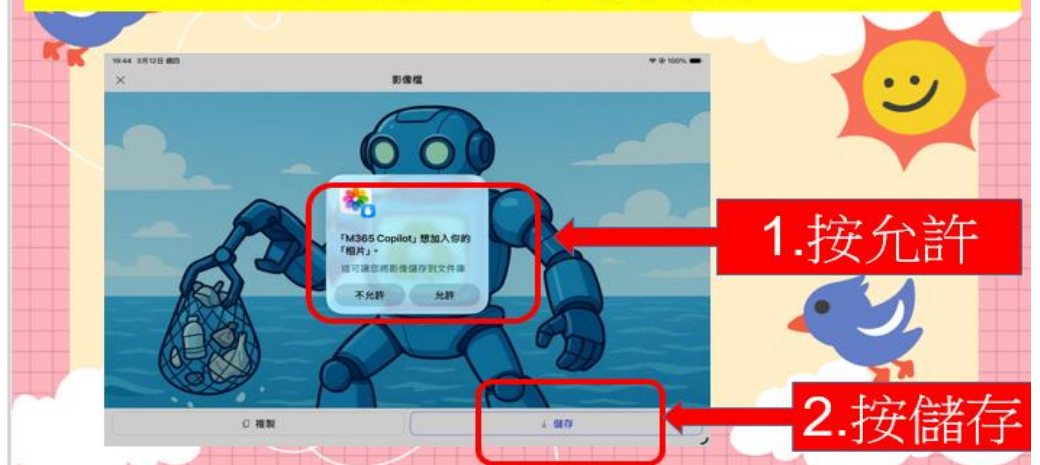 19:44 3月12日 週四
100%
影像檔
「M365 Copilot」想加入你的
「相片」。
這可讓您將影像儲存到文件庫
不允許
允許
1.按允許
複製
儲存
2.按儲存